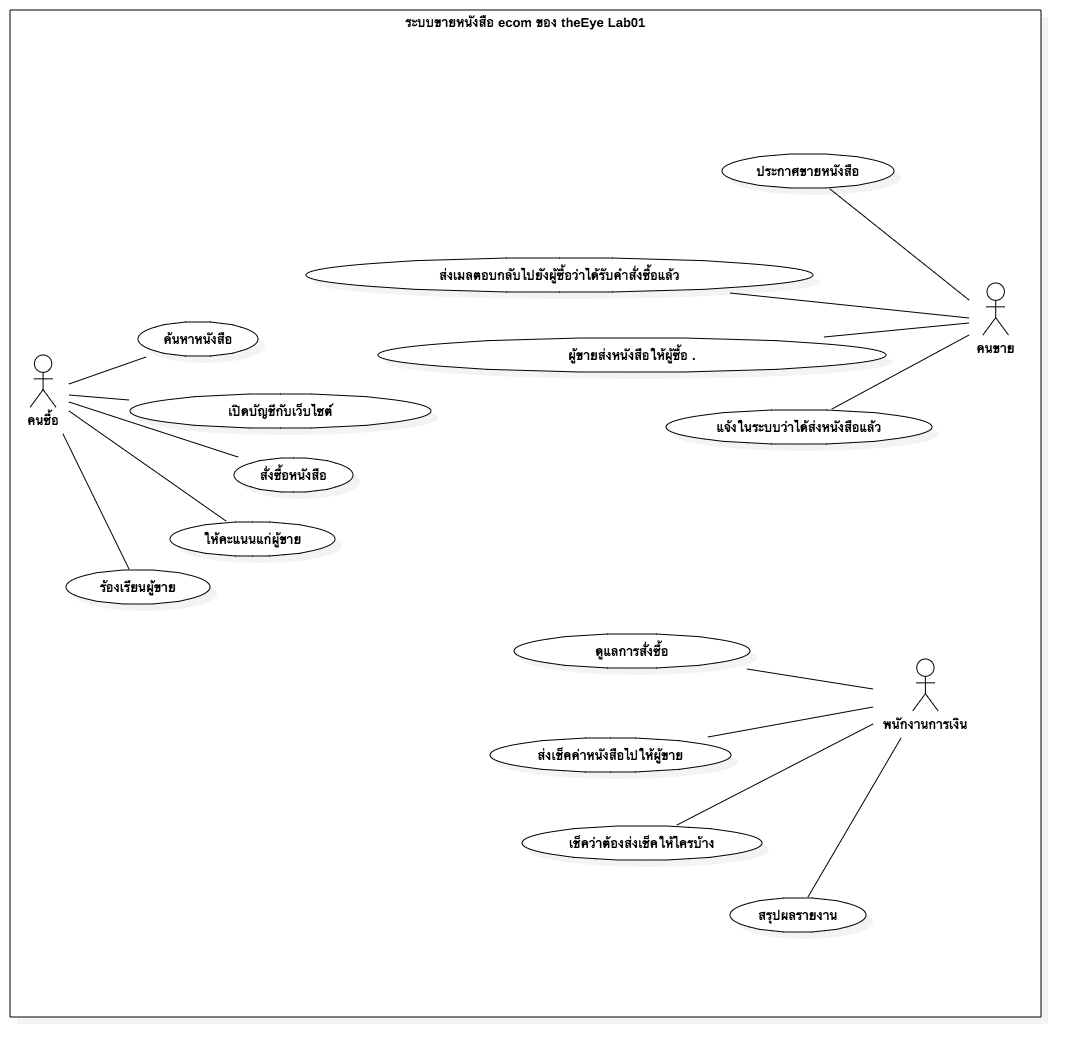 ระบบขายหนังสือ ecom ของ theEye Lab01
ประกาศขายหนังสือ
ส่งเมลตอบกลับไปยังผู้ซื้อว่าได้รับคำสั่งซื้อแล้ว
ค้นหาหนังสือ
คนขาย
ผู้ขายส่งหนังสือให้ผู้ซื้อ .
คนซื้อ
เปิดบัญชีกับเว็บไซต์
แจ้งในระบบว่าได้ส่งหนังสือแล้ว
สั่งซื้อหนังสือ
ให้คะแนนแก่ผู้ขาย
ร้องเรียนผู้ขาย
ดูแลการสั่งซื้อ
พนักงานการเงิน
ส่งเช็คค่าหนังสือไปให้ผู้ขาย
เช็คว่าต้องส่งเช็คให้ใครบ้าง
สรุปผลรายงาน